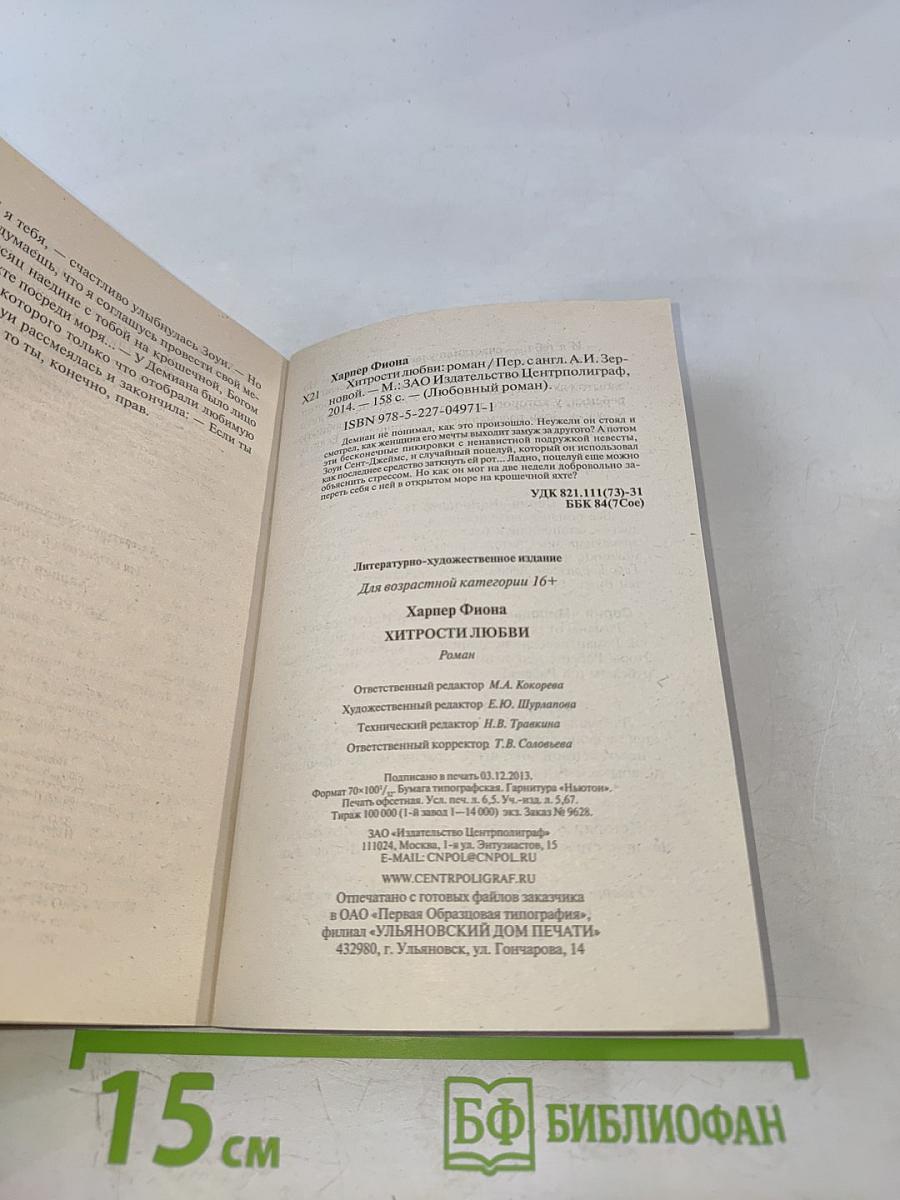 я тебя, — счастливо улыбнулась Зоуи. — Но
думаешь, что я соглашусь провести свой ме-
сяц наедине с тобой на крошечной, Богом
те посреди моря... — У Демиана было лицо
которого только что отобрали любимую
уи рассмеялась и закончила: — Если ты
то ты, конечно, прав.
Харпер Фиона
Х21 Хитрости любви: роман / Пер. с англ. А.И. Зер-
новой. — М.: ЗАО Издательство Центрполиграф,
2014. — 158 с. — (Любовный роман).
ISBN 978-5-227-04971-1
Демиан не понимал, как это произошло. Неужели он стоял и
смотрел, как женщина его мечты выходит замуж за другого? А потом
эти бесконечные пикировки с ненавистной подружкой невесты,
Зоуи Сент-Джеймс, и случайный поцелуй, который он использовал
как последнее средство заткнуть ей рот... Ладно, поцелуй еще можно
объяснить стрессом. Но как он мог на две недели добровольно за-
переть себя с ней в открытом море на крошечной яхте?
УДК 821.111(73)-31
ББК 84(7Сое)
Литературно-художественное издание
Для возрастной категории 16+
Харпер Фиона
ХИТРОСТИ ЛЮБВИ
Роман
Ответственный редактор М.А. Кокорева
Художественный редактор Е.Ю. Шурлапова
Технический редактор Н.В. Травкина
Ответственный корректор Т.В. Соловьева
Подписано в печать 03.12.2013.
Формат 70×100 1/32. Бумага типографская. Гарнитура «Ньютон».
Печать офсетная. Усл. печ. л. 6,5. Уч.-изд. л. 5,67.
Тираж 100 000 (1-й завод 1—14 000) экз. Заказ № 9628.
ЗАО «Издательство Центрполиграф»
111024, Москва, 1-я ул. Энтузиастов, 15
E-MAIL: CNPOL@CNPOL.RU
WWW.CENTRPOLIGRAF.RU
Отпечатано с готовых файлов заказчика
в ОАО «Первая Образцовая типография»,
филиал «УЛЬЯНОВСКИЙ ДОМ ПЕЧАТИ»
432980, г. Ульяновск, ул. Гончарова, 14
15 см
БФ БИБЛИОФАН